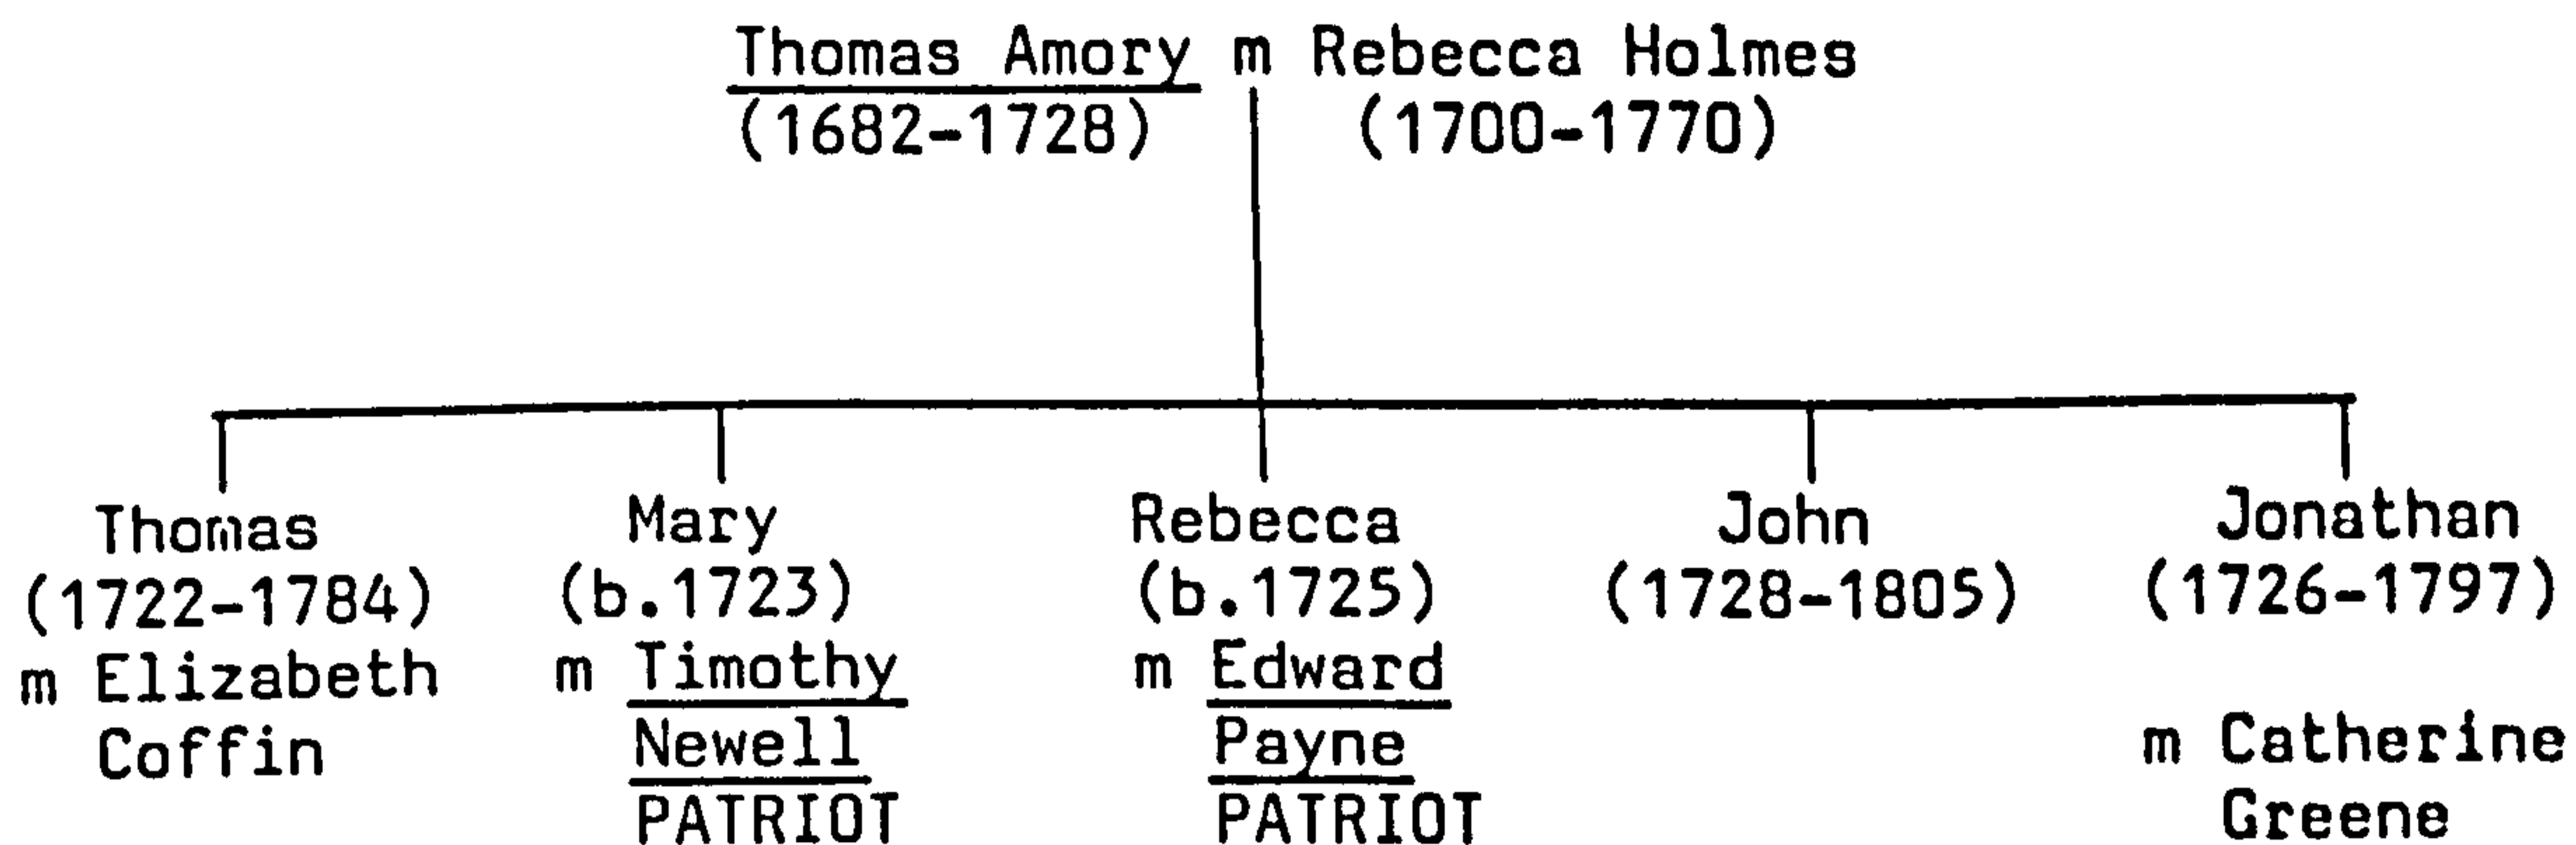 Thomas Amory m Rebecca Holmes
(1682-1728) (1700-1770)
Thomas Mary Rebecca John Jonathan
(1722-1784) (b.1723) (b.1725) (1728-1805) (1726-1797)
m Elizabeth m Timothy m Edward
Coffin Newell Payne m Catherine
PATRIOT PATRIOT Greene